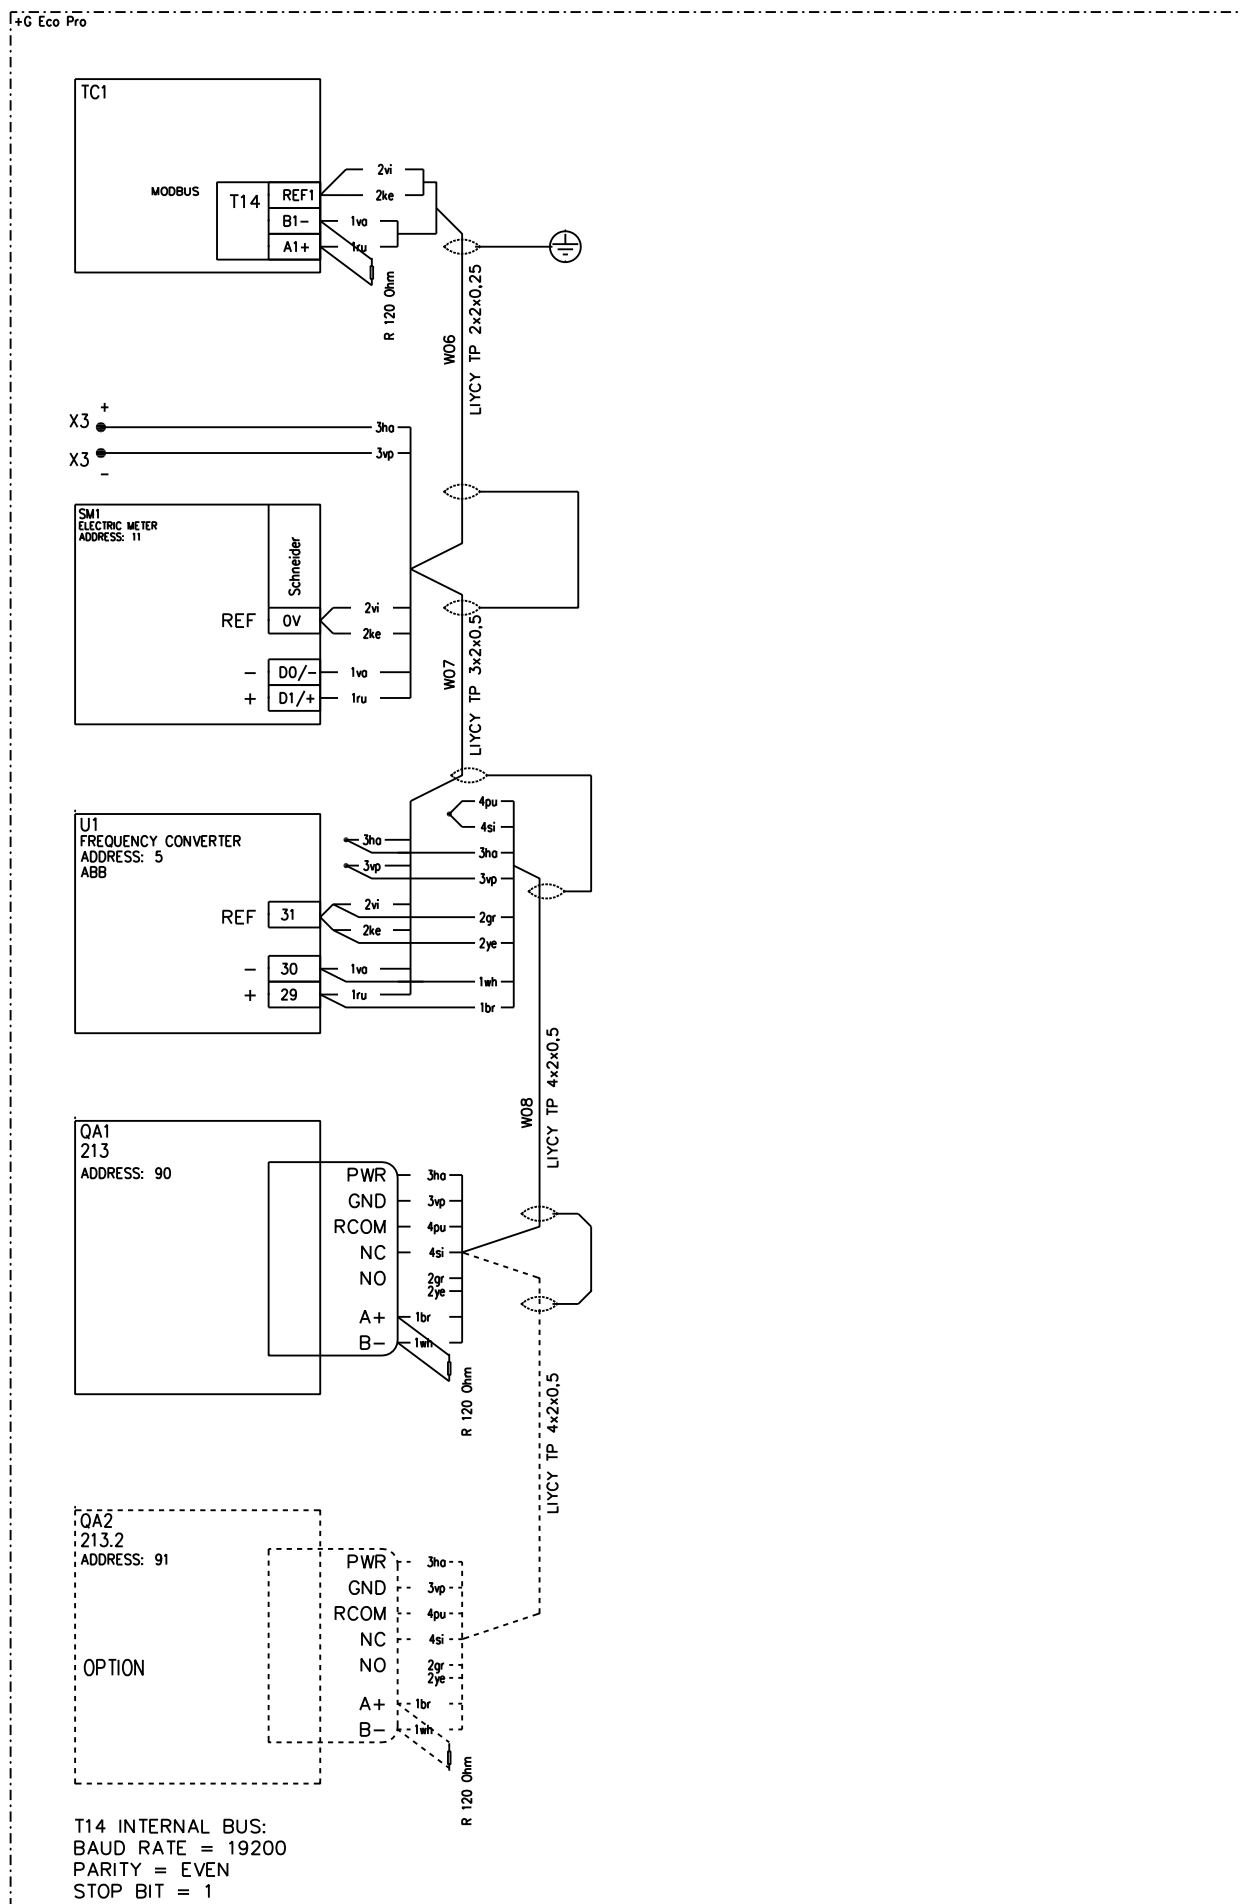 +G Eco Pro
TC1
MODBUS
T14
REF1
B1-
A1+
2vi
2ke
1va
1ru
R 120 Ohm
W06
LIYCY TP 2x2x0,25
X3 +
X3 -
3ha
3vp
SM1
ELECTRIC METER
ADDRESS: 11
Schneider
REF 0V
- D0/-
+ D1/+
2vi
2ke
1va
1ru
W07
LIYCY TP 3x2x0,5
U1
FREQUENCY CONVERTER
ADDRESS: 5
ABB
REF 31
- 30
+ 29
3ha
3vp
2vi
2ke
1va
1ru
4pu
4si
3ha
3vp
2gr
2ye
1wh
1br
W08
LIYCY TP 4x2x0,5
QA1
213
ADDRESS: 90
PWR 3ha
GND 3vp
RCOM 4pu
NC 4si
NO 2gr
2ye
A+ 1br
B- 1wh
R 120 Ohm
LIYCY TP 4x2x0,5
QA2
213.2
ADDRESS: 91
OPTION
PWR 3ha
GND 3vp
RCOM 4pu
NC 4si
NO 2gr
2ye
A+ 1br
B- 1wh
R 120 Ohm
T14 INTERNAL BUS:
BAUD RATE = 19200
PARITY = EVEN
STOP BIT = 1